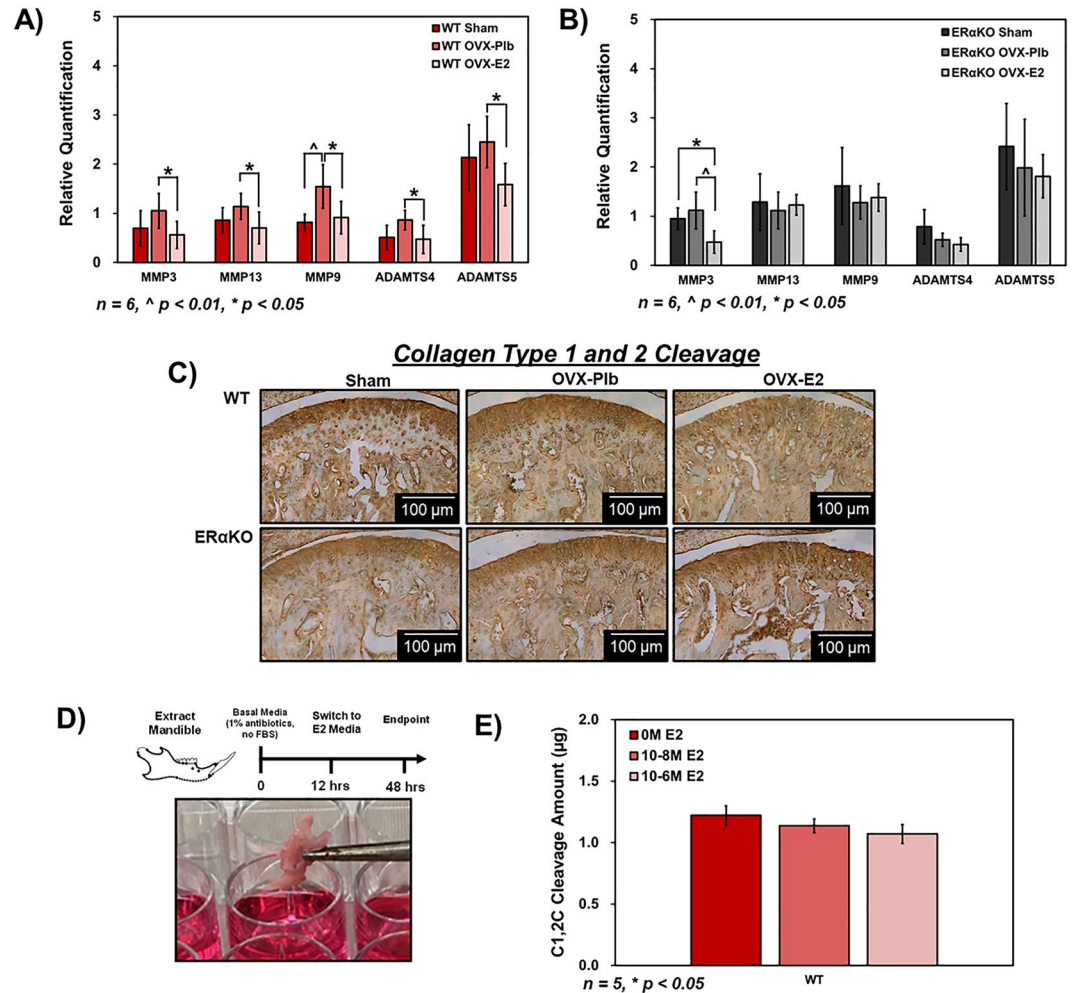 A)
5
4
3
2
1
0
Relative Quantification
WT Sham
WT OVX-Plb
WT OVX-E2
*
*
^ *
*
*
MMP3 MMP13 MMP9 ADAMTS4 ADAMTS5
n = 6, ^ p < 0.01, * p < 0.05
B)
5
4
3
2
1
0
Relative Quantification
ERαKO Sham
ERαKO OVX-Plb
ERαKO OVX-E2
*
^
MMP3 MMP13 MMP9 ADAMTS4 ADAMTS5
n = 6, ^ p < 0.01, * p < 0.05
Collagen Type 1 and 2 Cleavage
C)
Sham OVX-Plb OVX-E2
WT
100 µm 100 µm 100 µm
ERαKO
100 µm 100 µm 100 µm
D)
Extract
Mandible
Basal Media
(1% antibiotics,
no FBS)
Switch to
E2 Media
Endpoint
0 12 hrs 48 hrs
E)
2.0
1.5
1.0
0.5
0.0
C1,2C Cleavage Amount (µg)
0M E2
10-8M E2
10-6M E2
WT
n = 5, * p < 0.05